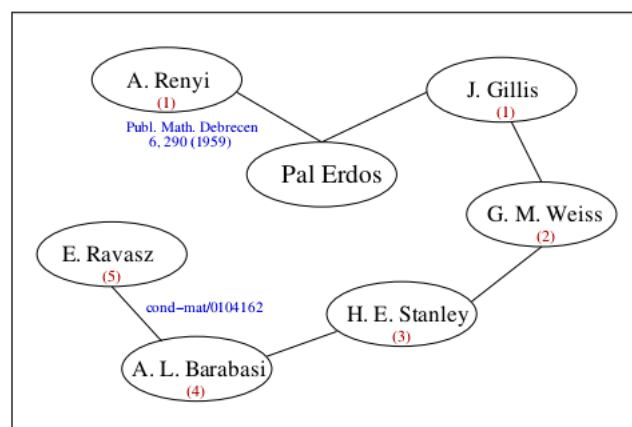 A. Renyi
(1)
Publ. Math. Debrecen
6, 290 (1959)
J. Gillis
(1)
Pal Erdos
G. M. Weiss
(2)
E. Ravasz
(5)
cond-mat/0104162
H. E. Stanley
(3)
A. L. Barabasi
(4)